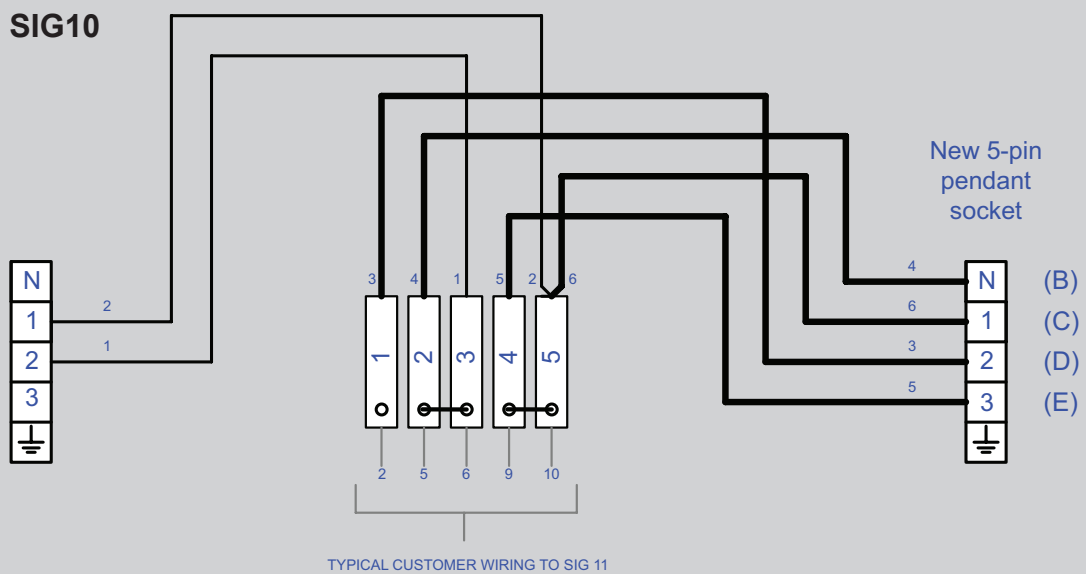 SIG10
New 5-pin
pendant
socket
3
4
1
5
2
6
N
1
2
3
2
1
1
2
3
4
5
4
6
3
5
N
1
2
3
(B)
(C)
(D)
(E)
2
5
6
9
10
TYPICAL CUSTOMER WIRING TO SIG 11